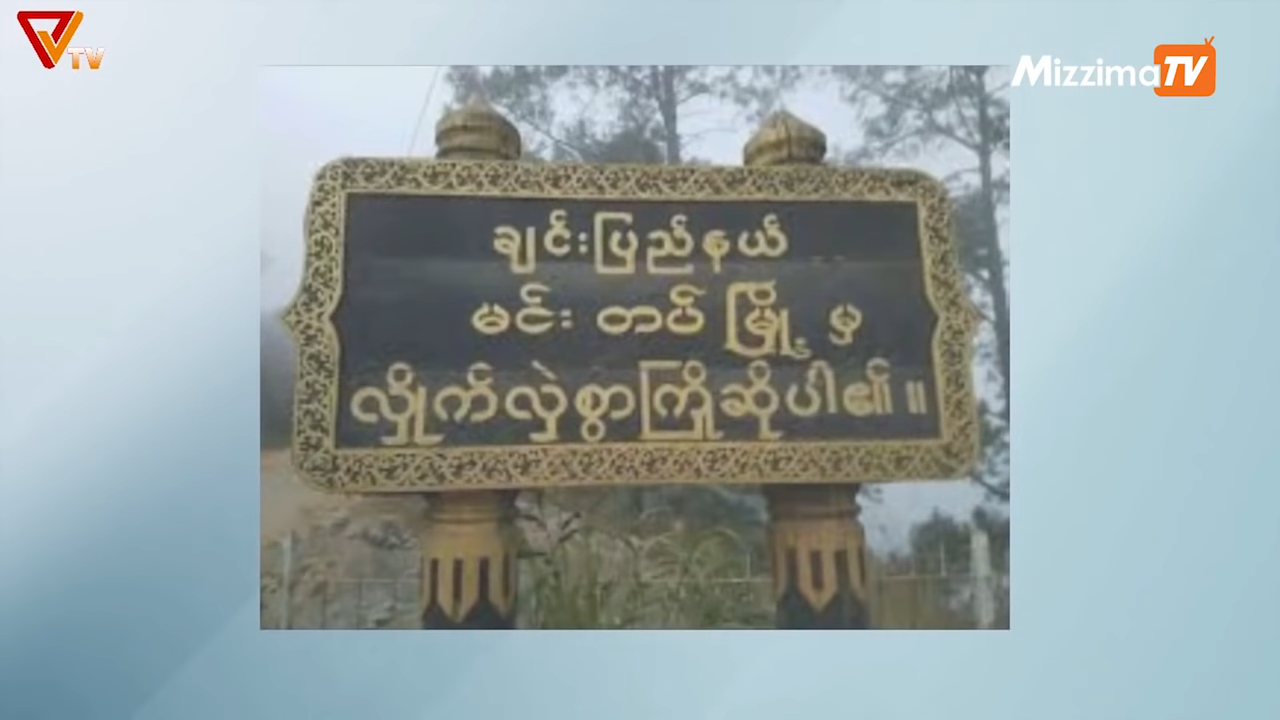 TV
MizzimaTV
ချင်းပြည်နယ်
မင်း တပ် မြို့ မှ
လှိုက်လှဲစွာကြိုဆိုပါ၏ ။